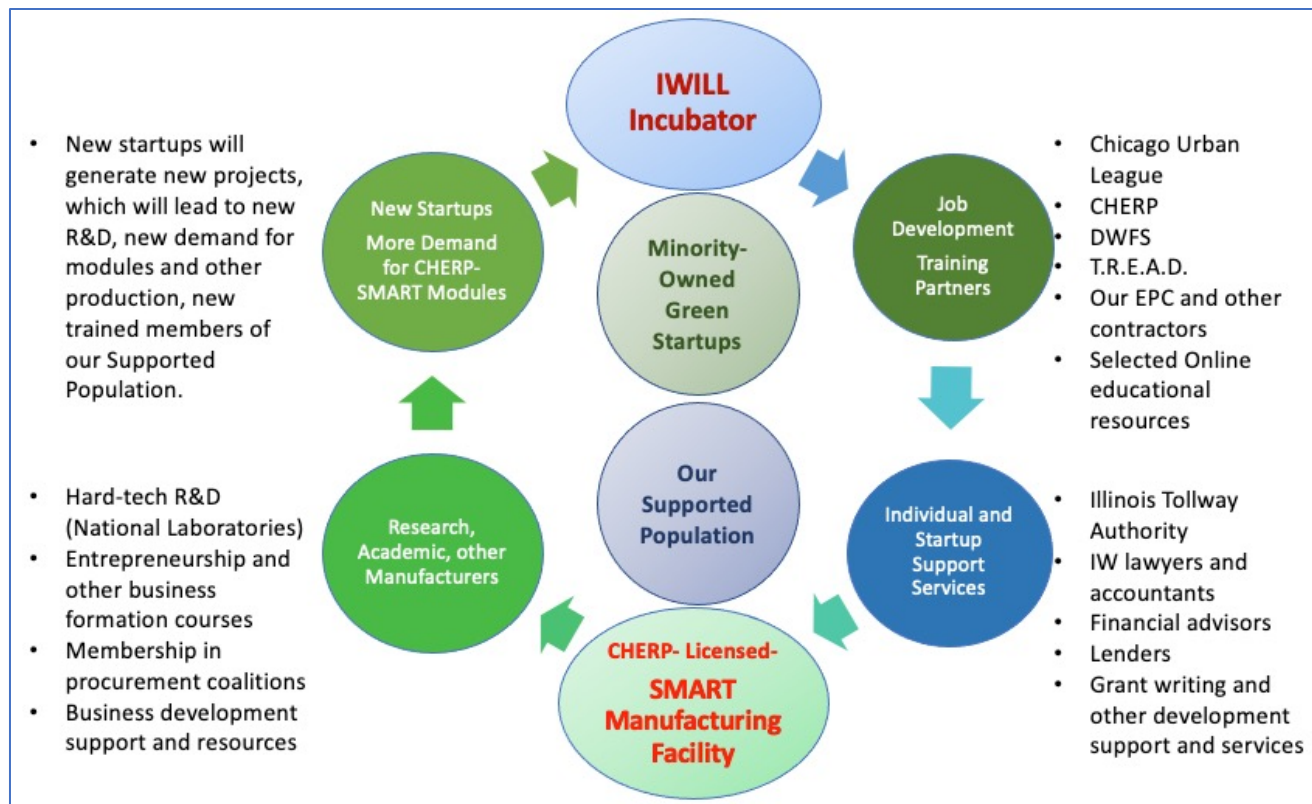 IWILL
Incubator
• New startups will
generate new projects,
which will lead to new
R&D, new demand for
modules and other
production, new
trained members of
our Supported
Population.
New Startups
More Demand
for CHERP-
SMART Modules
Minority-
Owned
Green
Startups
Job
Development
Training
Partners
• Chicago Urban
League
• CHERP
• DWFS
• T.R.E.A.D.
• Our EPC and other
contractors
• Selected Online
educational
resources
• Hard-tech R&D
(National Laboratories)
• Entrepreneurship and
other business
formation courses
• Membership in
procurement coalitions
• Business development
support and resources
Research,
Academic, other
Manufacturers
Our
Supported
Population
Individual and
Startup
Support
Services
• Illinois Tollway
Authority
• IW lawyers and
accountants
• Financial advisors
• Lenders
• Grant writing and
other development
support and services
CHERP- Licensed-
SMART
Manufacturing
Facility